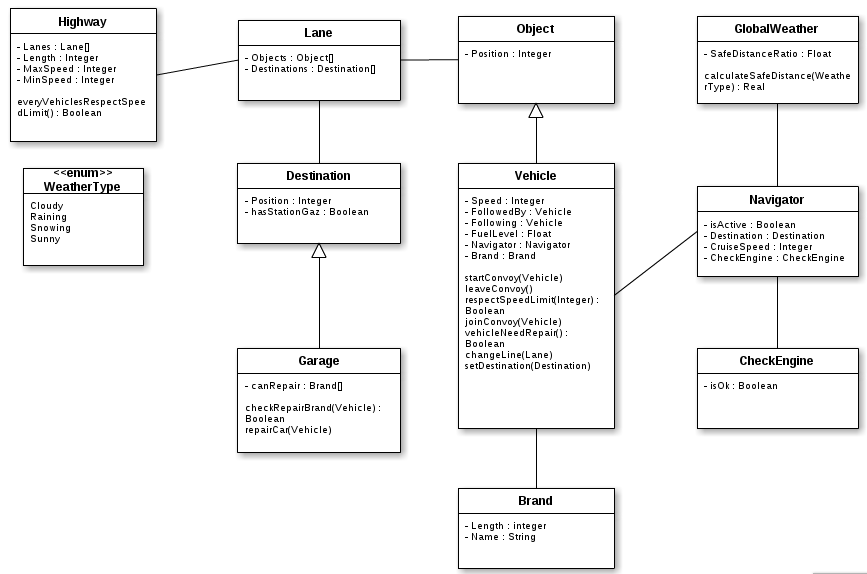 Highway
- Lanes : Lane[]
- Length : Integer
- MaxSpeed : Integer
- MinSpeed : Integer
everyVehiclesRespectSpee
dLimit() : Boolean
Lane
- Objects : Object[]
- Destinations : Destination[]
Object
- Position : Integer
GlobalWeather
- SafeDistanceRatio : Float
calculateSafeDistance(Weathe
rType) : Real
<<enum>>
WeatherType
Cloudy
Raining
Snowing
Sunny
Destination
- Position : Integer
- hasStationGaz : Boolean
Vehicle
- Speed : Integer
- FollowedBy : Vehicle
- Following : Vehicle
- FuelLevel : Float
- Navigator : Navigator
- Brand : Brand
startConvoy(Vehicle)
leaveConvoy()
respectSpeedLimit(Integer) :
Boolean
joinConvoy(Vehicle)
vehicleNeedRepair() :
Boolean
changeLine(Lane)
setDestination(Destination)
Navigator
- isActive : Boolean
- Destination : Destination
- CruiseSpeed : Integer
- CheckEngine : CheckEngine
Garage
- canRepair : Brand[]
checkRepairBrand(Vehicle) :
Boolean
repairCar(Vehicle)
CheckEngine
- isOk : Boolean
Brand
- Length : integer
- Name : String